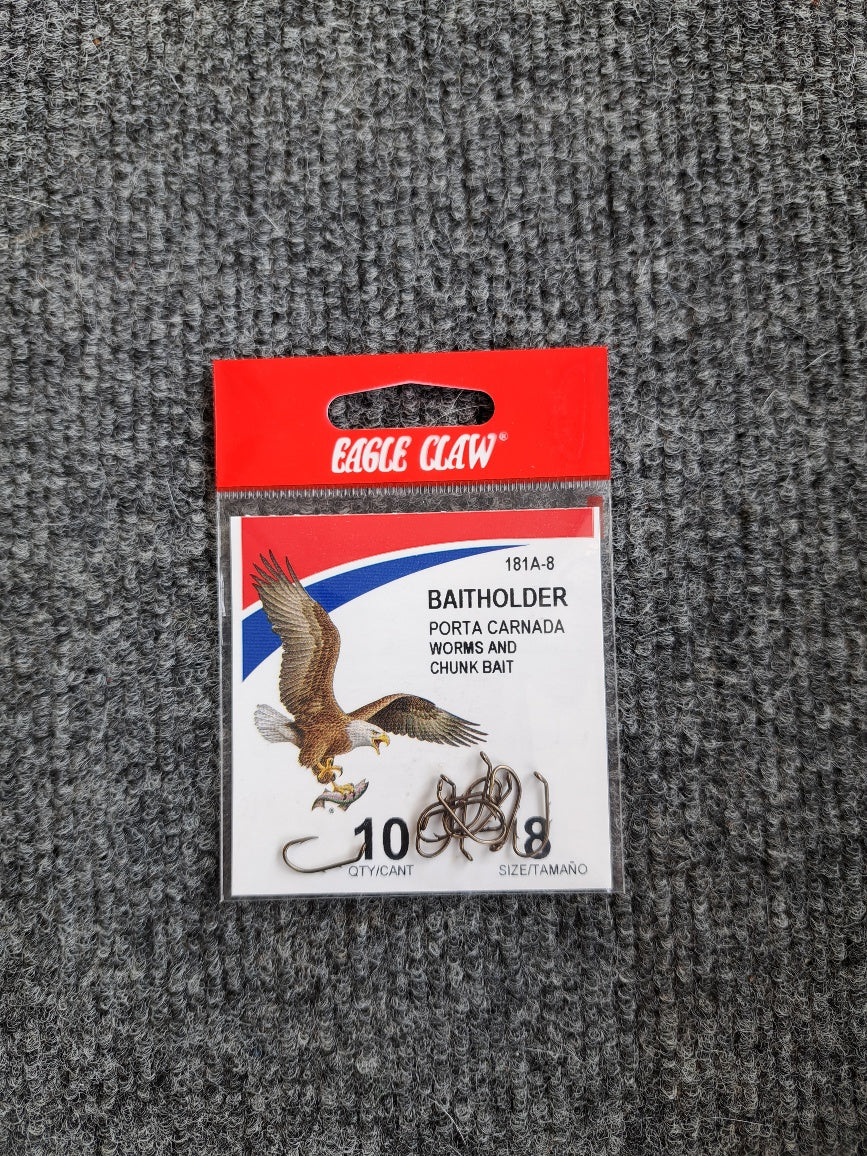 EAGLE CLAW®
181A-8
BAITHOLDER
PORTA CARNADA
WORMS AND
CHUNK BAIT
®
10 8
QTY/CANT SIZE/TAMAÑO